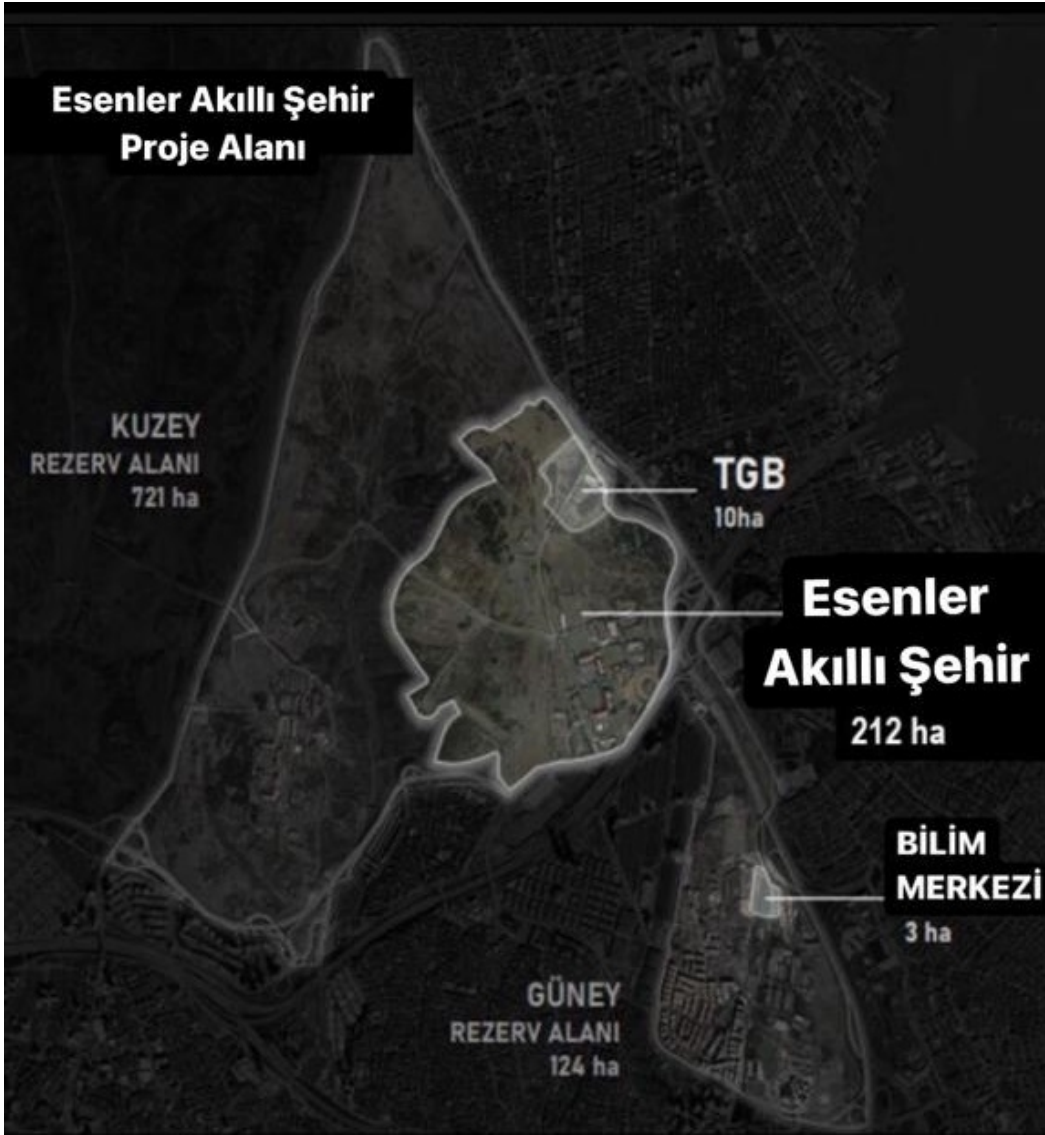 Esenler Akıllı Şehir
Proje Alanı
KUZEY
REZERV ALANI
721 ha
TGB
10ha
Esenler
Akıllı Şehir
212 ha
BİLİM
MERKEZİ
3 ha
GÜNEY
REZERV ALANI
124 ha